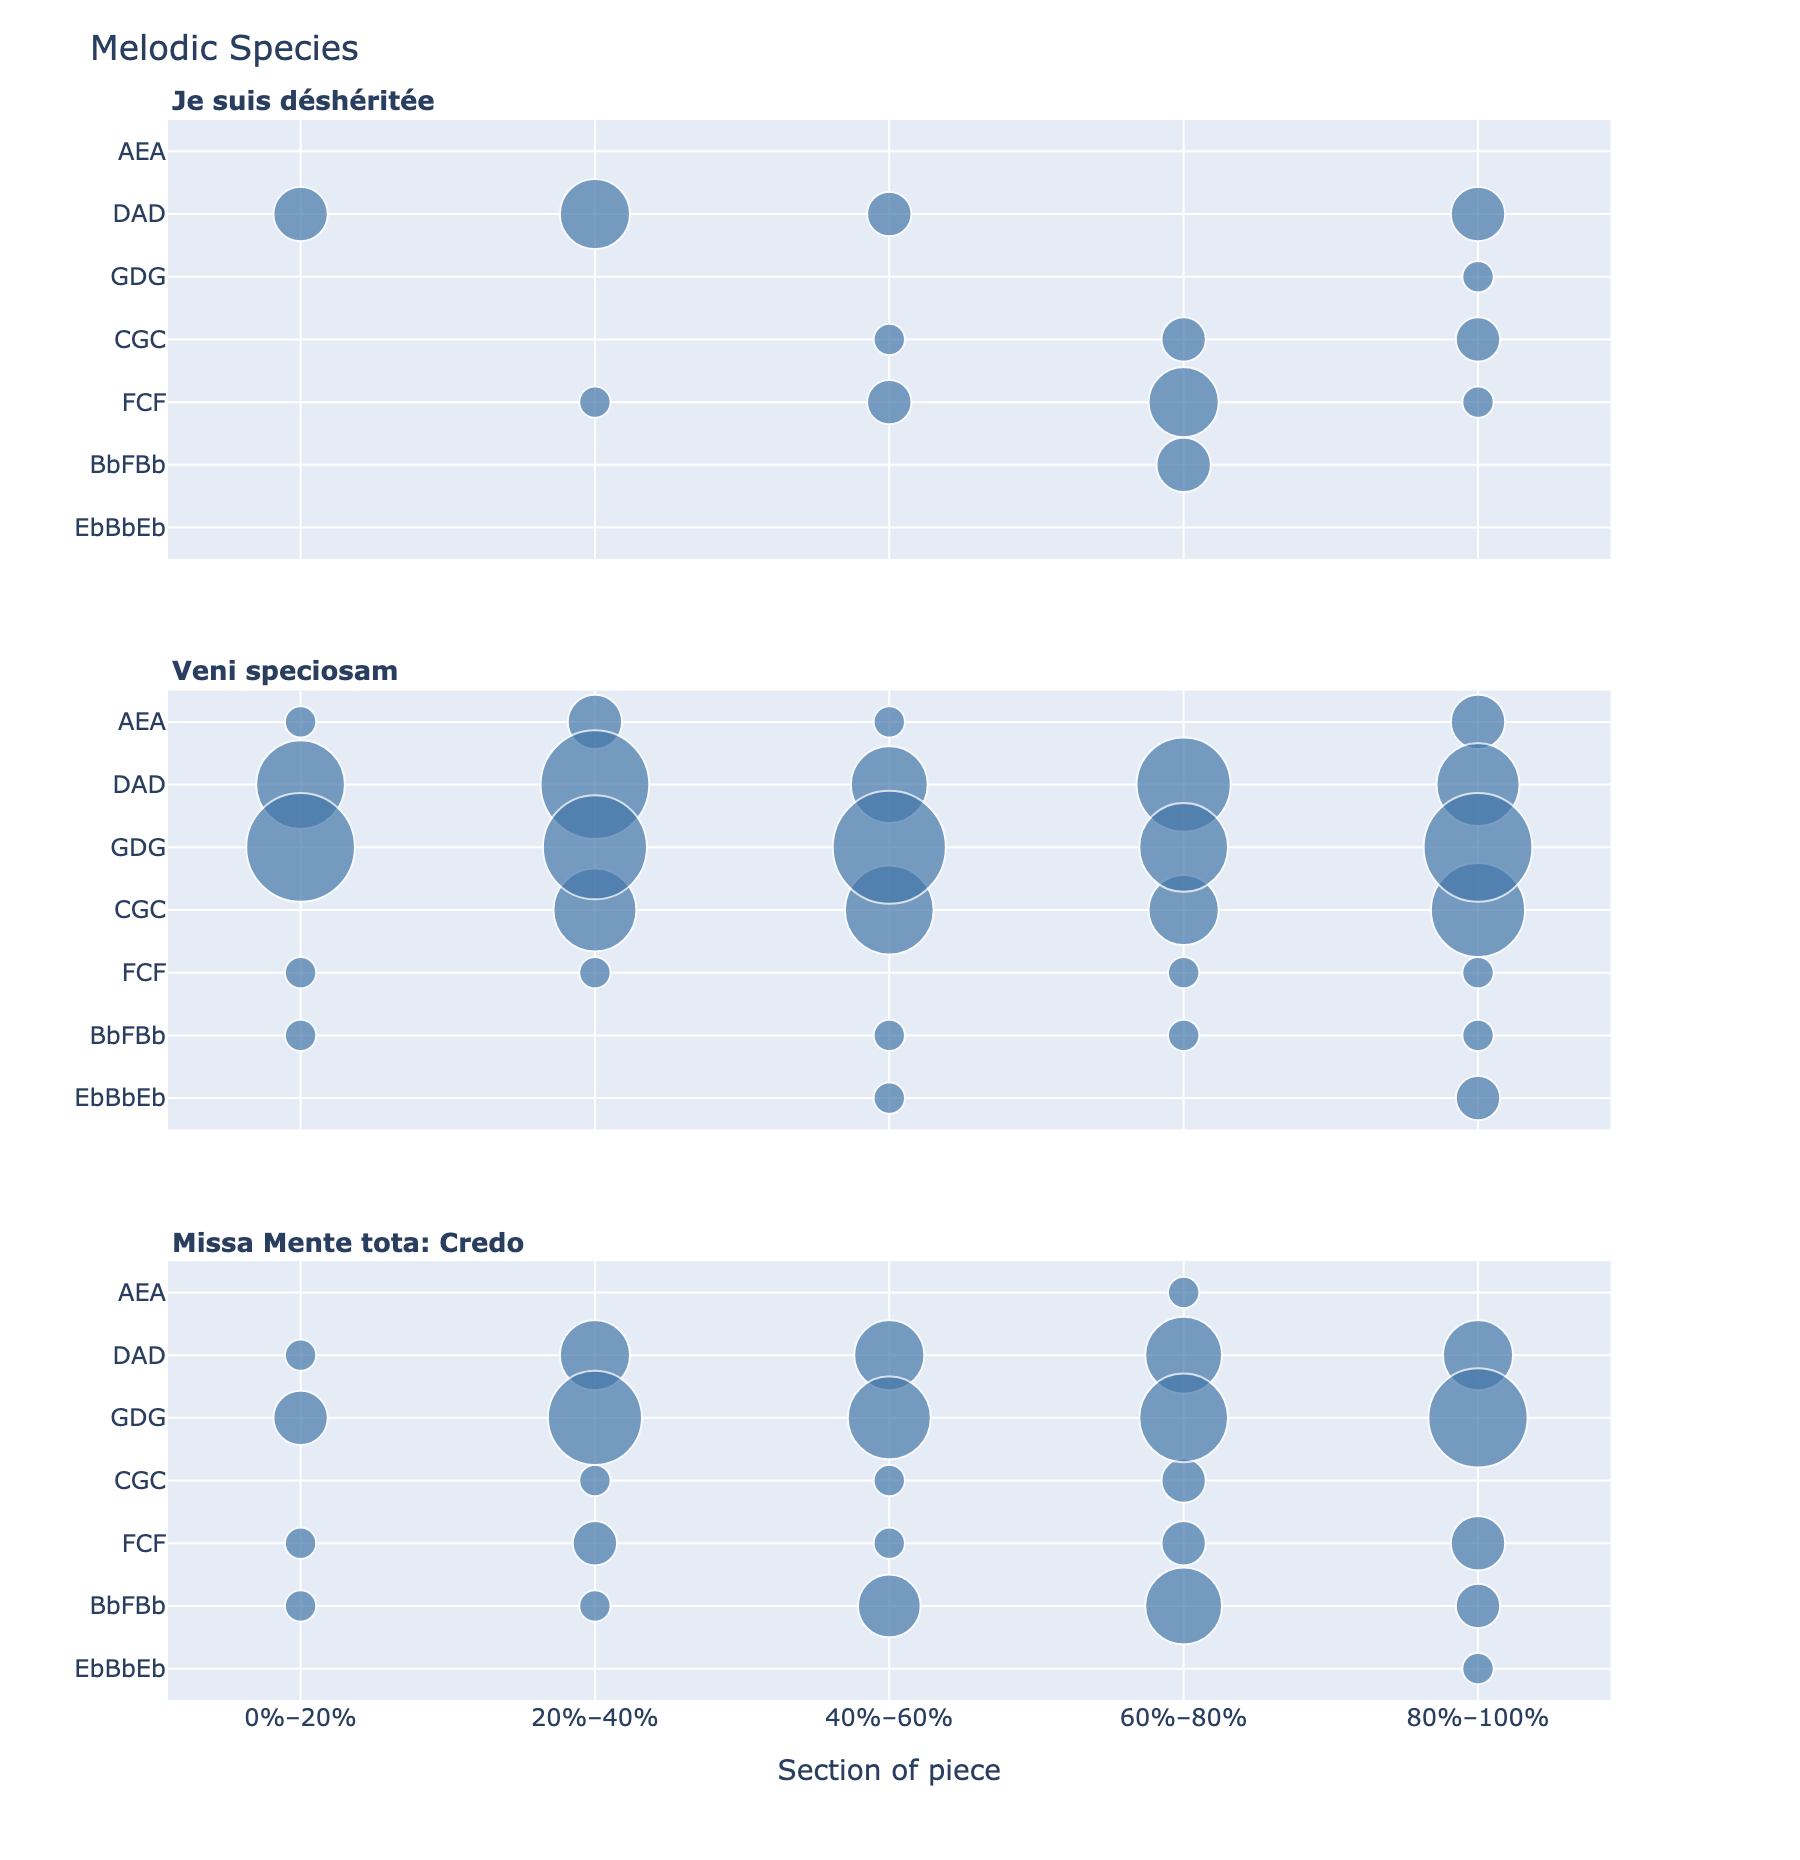 Melodic Species
Je suis déshéritée
AEA
DAD
GDG
CGC
FCF
BbFBb
EbBbEb
Veni speciosam
AEA
DAD
GDG
CGC
FCF
BbFBb
EbBbEb
Missa Mente tota: Credo
AEA
DAD
GDG
CGC
FCF
BbFBb
EbBbEb
0%–20% 20%–40% 40%–60% 60%–80% 80%–100%
Section of piece